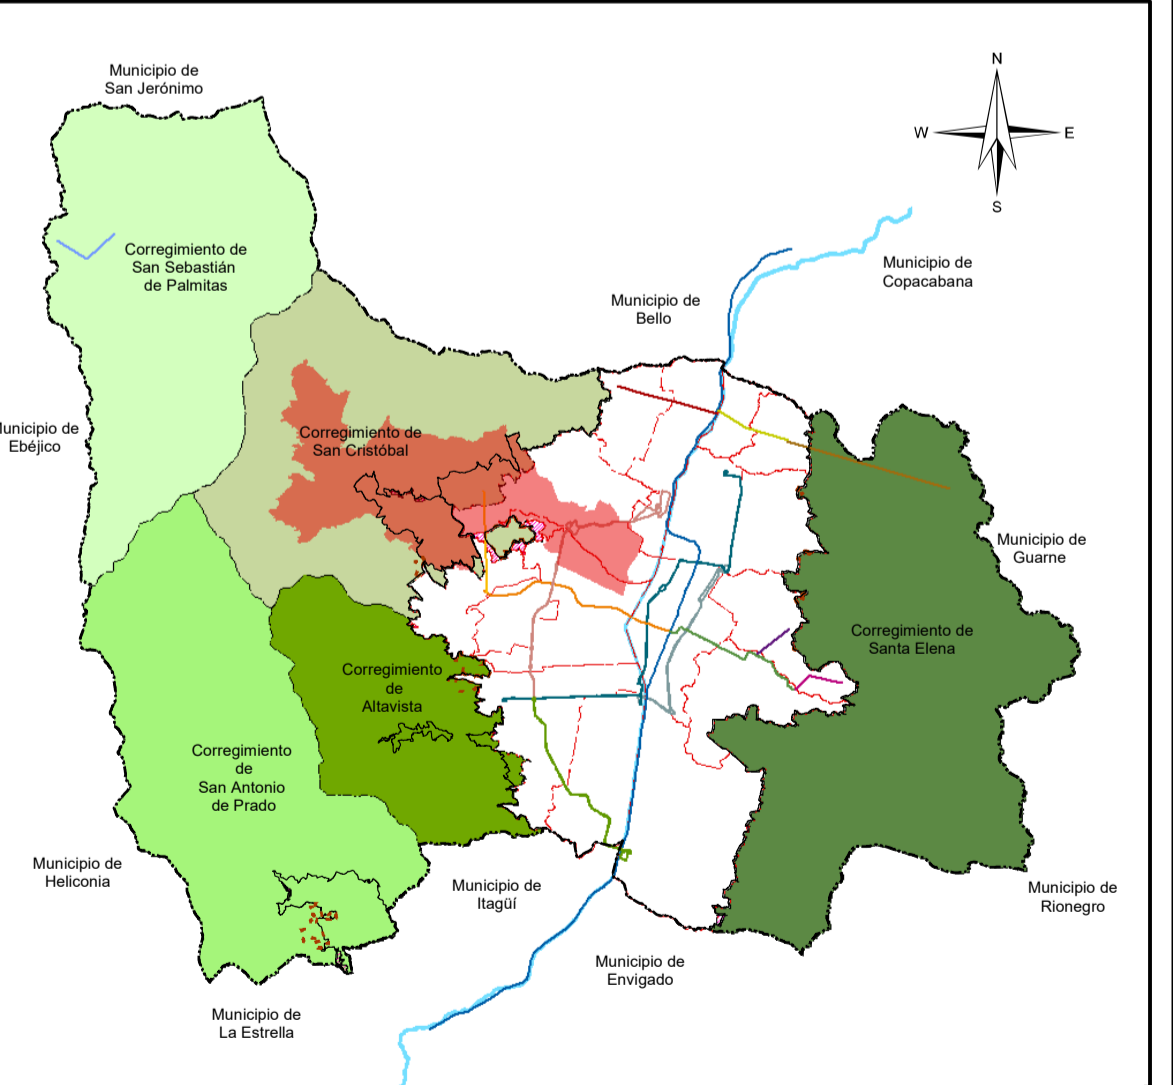 Municipio de
San Jerónimo
N
W
E
S
Corregimiento de
San Sebastián
de Palmitas
Municipio de
Copacabana
Municipio de
Bello
Municipio de
Ebéjico
Corregimiento de
San Cristóbal
Municipio de
Guarne
Corregimiento de
Santa Elena
Corregimiento
de
Altavista
Corregimiento
de
San Antonio
de Prado
Municipio de
Heliconia
Municipio de
Itagüí
Municipio de
Rionegro
Municipio de
Envigado
Municipio de
La Estrella